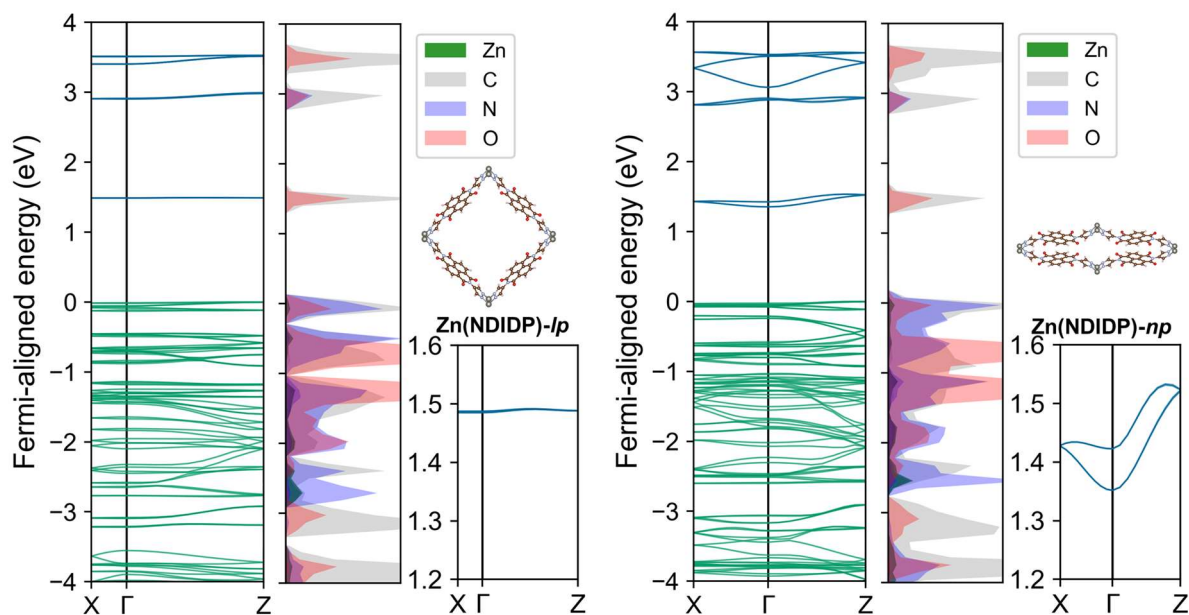 Fermi-aligned energy (eV)
4
3
2
1
0
−1
−2
−3
−4
X Γ Z
Zn
C
N
O
Zn(NDIDP)-lp
1.6
1.5
1.4
1.3
1.2
X Γ Z
Fermi-aligned energy (eV)
4
3
2
1
0
−1
−2
−3
−4
X Γ Z
Zn
C
N
O
Zn(NDIDP)-np
1.6
1.5
1.4
1.3
1.2
X Γ Z